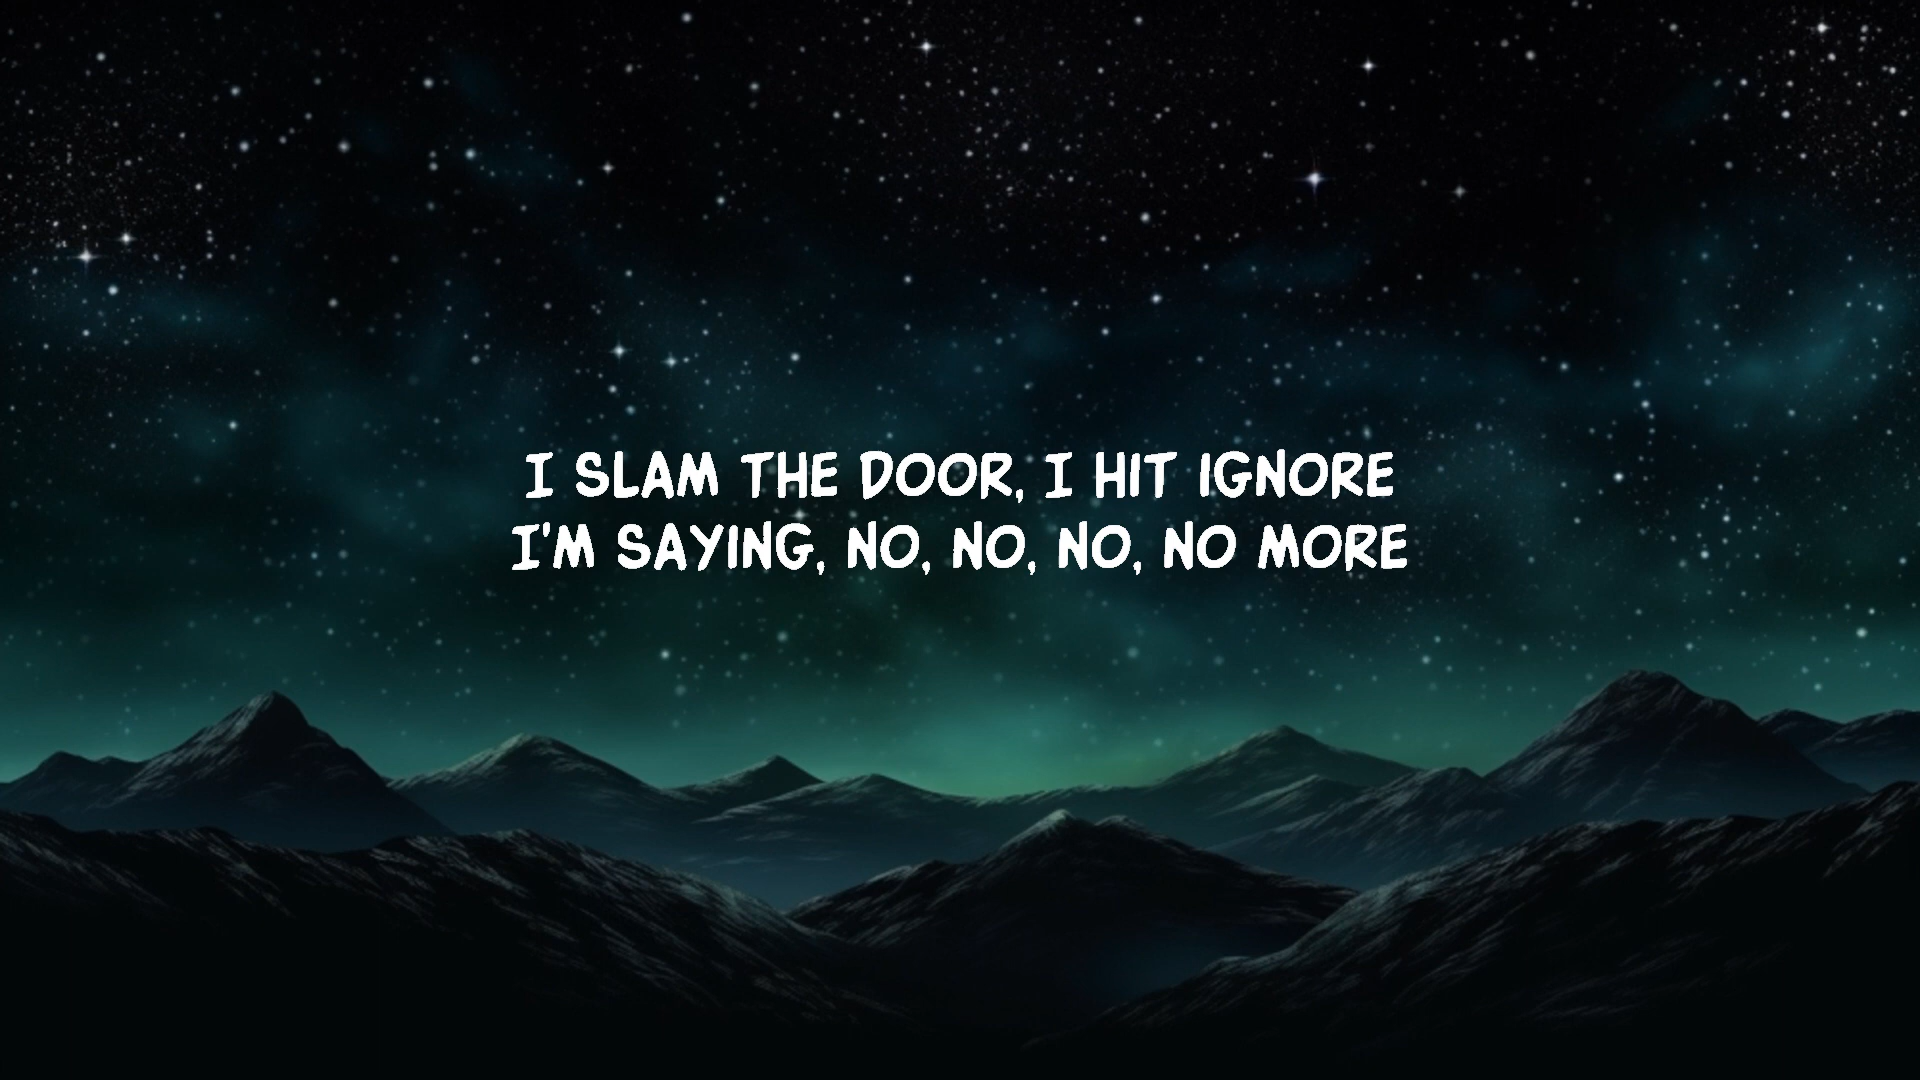 I SLAM THE DOOR, I HIT IGNORE
I'M SAYING, NO, NO, NO, NO MORE